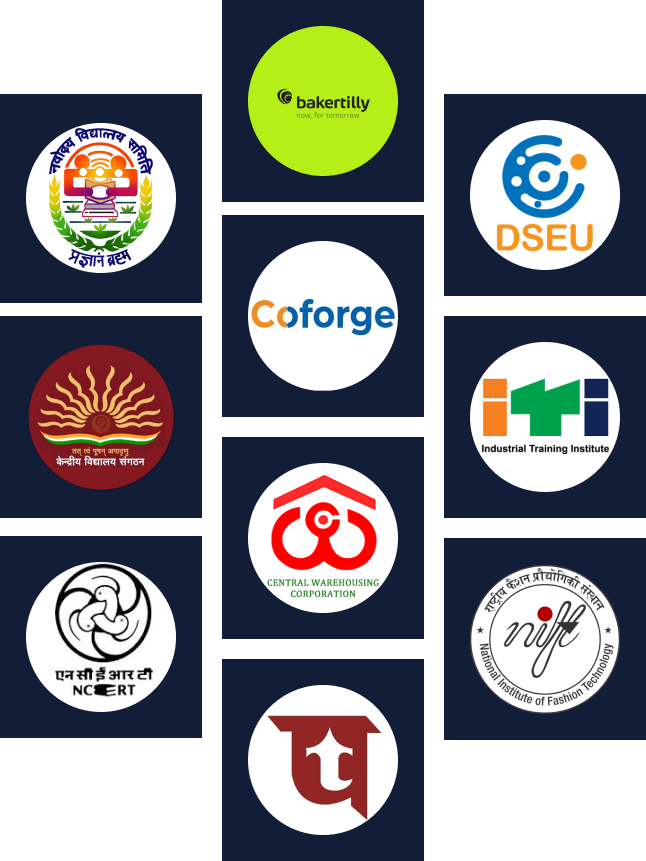 नवोदय विद्यालय समिति
प्रज्ञानं ब्रह्म
तत् त्वं पूषन् अपावृणु
केन्द्रीय विद्यालय संगठन
एन सी ई आर टी
NCERT
bakertilly
now, for tomorrow
Coforge
CENTRAL WAREHOUSING
CORPORATION
DSEU
iTi
Industrial Training Institute
राष्ट्रीय फैशन प्रौद्योगिकी संस्थान
nift
National Institute of Fashion Technology